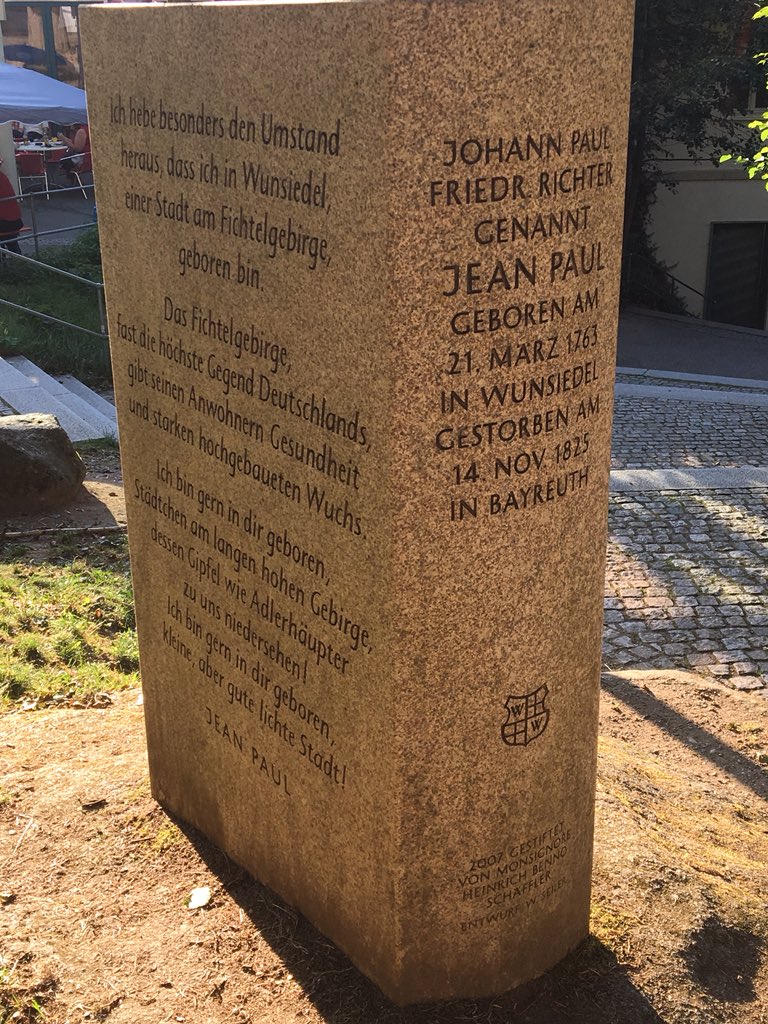 Ich hebe besonders den Umstand
heraus, dass ich in Wunsiedel,
einer Stadt am Fichtelgebirge,
geboren bin.
Das Fichtelgebirge,
fast die höchste Gegend Deutschlands,
gibt seinen Anwohnern Gesundheit
und starken hochgebaueten Wuchs.
Ich bin gern in dir geboren,
Städtchen am langen hohen Gebirge,
dessen Gipfel wie Adlerhäupter
zu uns niedersehen!
Ich bin gern in dir geboren,
kleine, aber gute lichte Stadt!
JEAN PAUL
JOHANN PAUL
FRIEDR. RICHTER
GENANNT
JEAN PAUL
GEBOREN AM
21. MÄRZ 1763
IN WUNSIEDEL
GESTORBEN AM
14. NOV. 1825
IN BAYREUTH
W
W
2007 GESTIFTET
VON MONSIGNORE
HEINRICH BENNO
SCHÄFFLER
ENTWURF W. SEILER